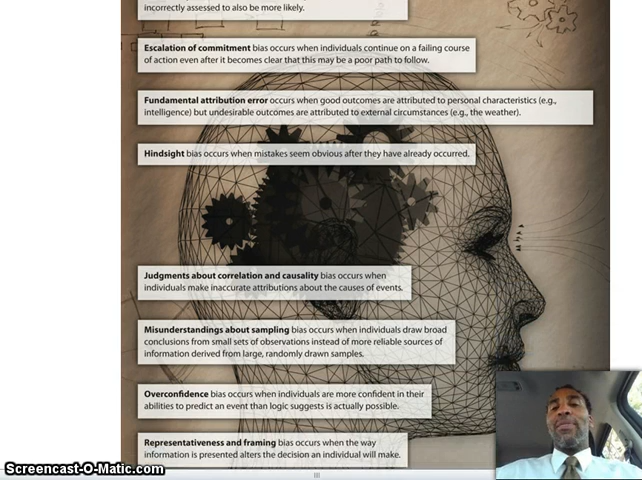 incorrectly assessed to also be more likely.
Escalation of commitment bias occurs when individuals continue on a failing course
of action even after it becomes clear that this may be a poor path to follow.
Fundamental attribution error occurs when good outcomes are attributed to personal characteristics (e.g.,
intelligence) but undesirable outcomes are attributed to external circumstances (e.g., the weather).
Hindsight bias occurs when mistakes seem obvious after they have already occurred.
Judgments about correlation and causality bias occurs when
individuals make inaccurate attributions about the causes of events.
Misunderstandings about sampling bias occurs when individuals draw broad
conclusions from small sets of observations instead of more reliable sources of
information derived from large, randomly drawn samples.
Overconfidence bias occurs when individuals are more confident in their
abilities to predict an event than logic suggests is actually possible.
Representativeness and framing bias occurs when the way
information is presented alters the decision an individual will make.
Screencast-O-Matic.com